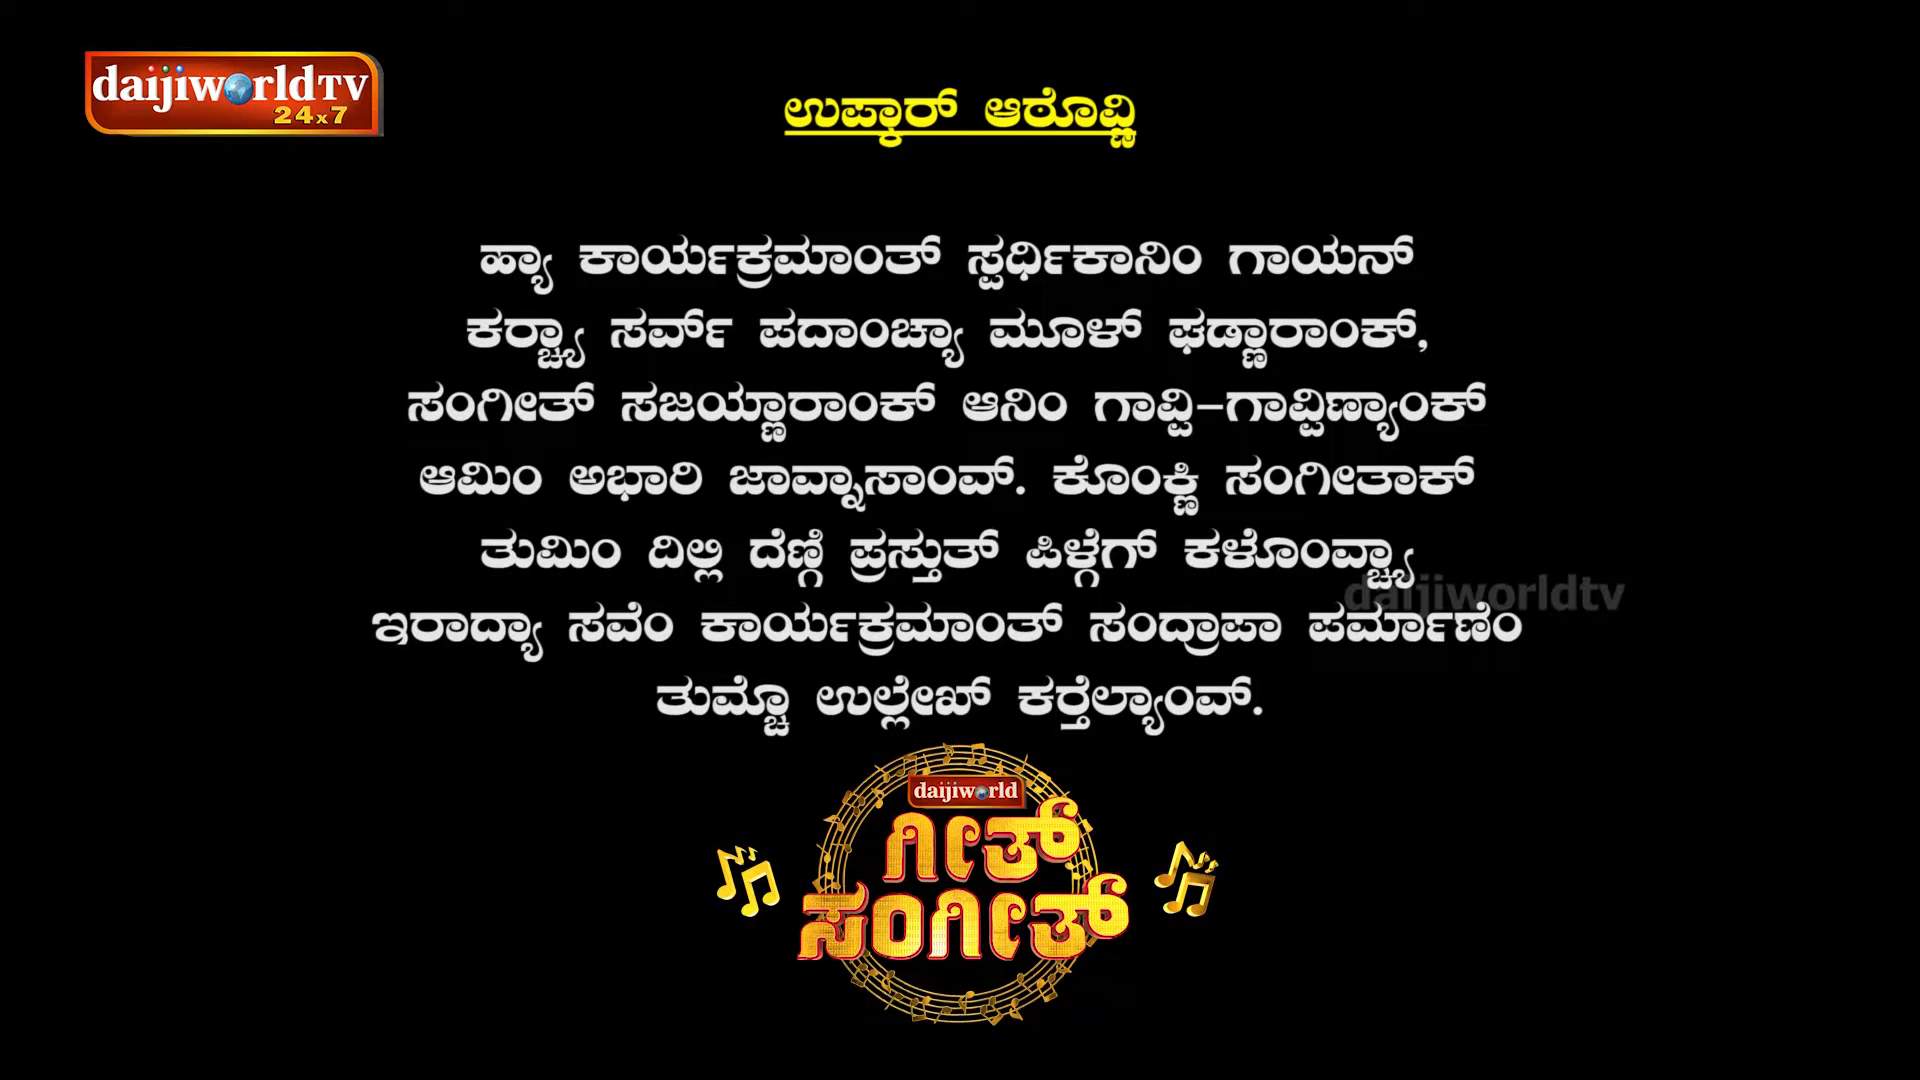 daijiworldTV
24x7
ಉಪ್ಕಾರ್ ಆಠೊವ್ಣಿ
ಹ್ಯಾ ಕಾರ್ಯಕ್ರಮಾಂತ್ ಸ್ಪರ್ಧಿಕಾನಿಂ ಗಾಯನ್
ಕರ‍್ಚ್ಯಾ ಸರ್ವ್ ಪದಾಂಚ್ಯಾ ಮೂಳ್ ಘಡ್ಣಾರಾಂಕ್,
ಸಂಗೀತ್ ಸಜಯ್ಣಾರಾಂಕ್ ಆನಿಂ ಗಾವ್ಪಿ-ಗಾವ್ಪಿಣ್ಯಾಂಕ್
ಆಮಿಂ ಅಭಾರಿ ಜಾವ್ನಾಸಾಂವ್. ಕೊಂಕ್ಣಿ ಸಂಗೀತಾಕ್
ತುಮಿಂ ದಿಲ್ಲಿ ದೆಣ್ಗಿ ಪ್ರಸ್ತುತ್ ಪಿಳ್ಗೆಗ್ ಕಳೊಂವ್ಚ್ಯಾ
daijiworldtv
ಇರಾದ್ಯಾ ಸವೆಂ ಕಾರ್ಯಕ್ರಮಾಂತ್ ಸಂದ್ರಾಪಾ ಪರ್ಮಾಣೆಂ
ತುಮ್ಚೊ ಉಲ್ಲೇಖ್ ಕರ‍್ತೆಲ್ಯಾಂವ್.
daijiworld
ಗೀತ್
ಸಂಗೀತ್